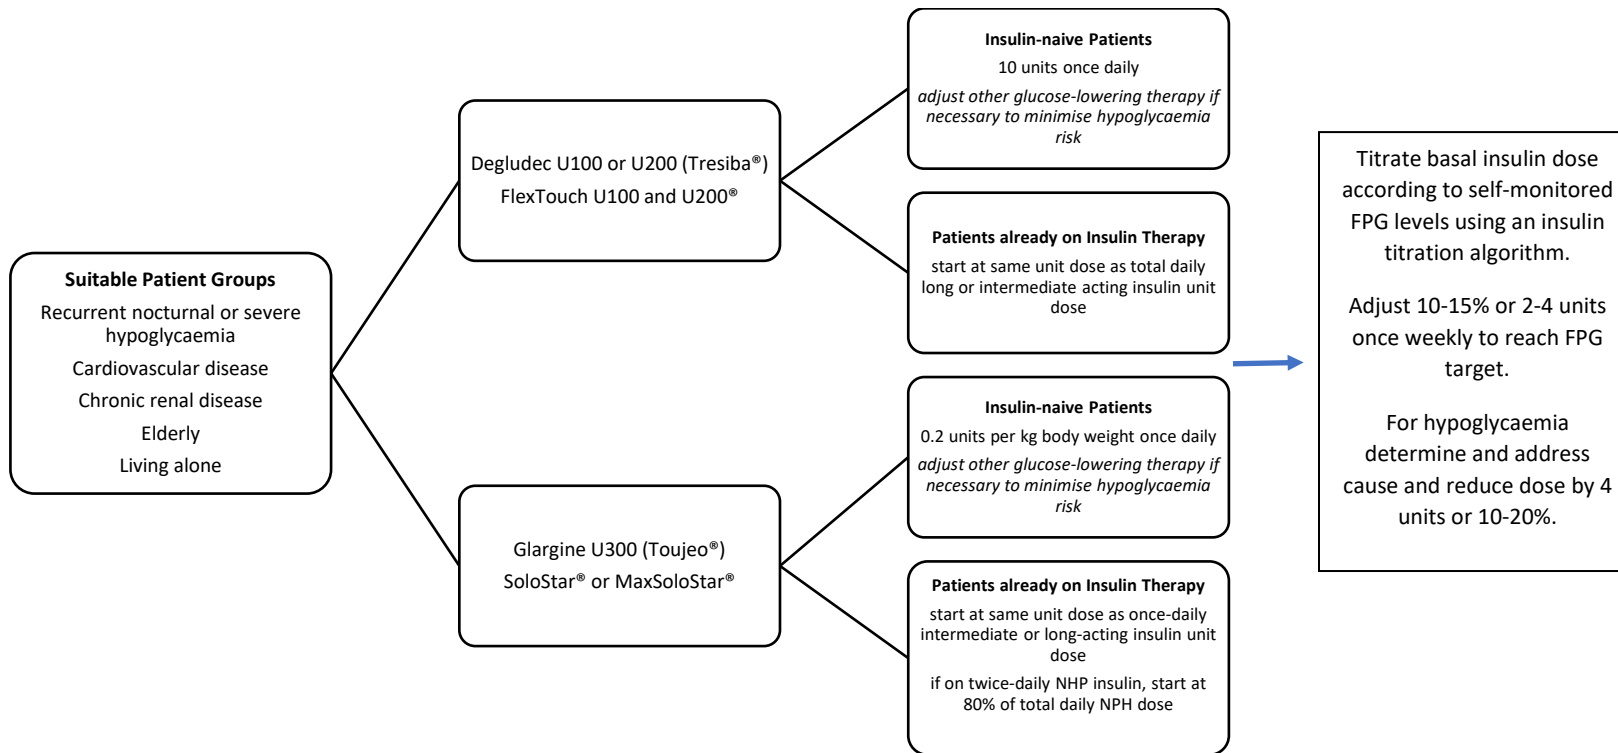 Suitable Patient Groups
Recurrent nocturnal or severe
hypoglycaemia
Cardiovascular disease
Chronic renal disease
Elderly
Living alone
Degludec U100 or U200 (Tresiba®)
FlexTouch U100 and U200®
Glargine U300 (Toujeo®)
SoloStar® or MaxSoloStar®
Insulin-naive Patients
10 units once daily
adjust other glucose-lowering therapy if
necessary to minimise hypoglycaemia
risk
Patients already on Insulin Therapy
start at same unit dose as total daily
long or intermediate acting insulin unit
dose
Insulin-naive Patients
0.2 units per kg body weight once daily
adjust other glucose-lowering therapy if
necessary to minimise hypoglycaemia
risk
Patients already on Insulin Therapy
start at same unit dose as once-daily
intermediate or long-acting insulin unit
dose
if on twice-daily NHP insulin, start at
80% of total daily NPH dose
Titrate basal insulin dose
according to self-monitored
FPG levels using an insulin
titration algorithm.
Adjust 10-15% or 2-4 units
once weekly to reach FPG
target.
For hypoglycaemia
determine and address
cause and reduce dose by 4
units or 10-20%.